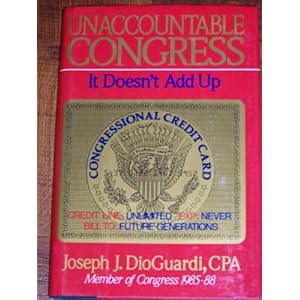 UNACCOUNTABLE
CONGRESS
It Doesn't Add Up
CONGRESSIONAL CREDIT CARD
CREDIT LINE: UNLIMITED EXP: NEVER
BILL TO: FUTURE GENERATIONS
Joseph J. DioGuardi, CPA
Member of Congress 1985-88